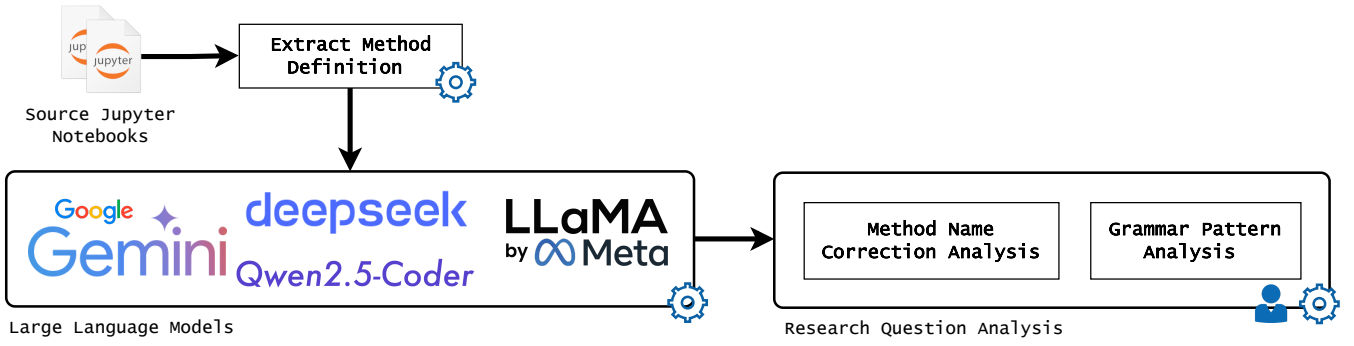 jupyter
Extract Method
Definition
Source Jupyter
Notebooks
Google
Gemini
deepseek
Qwen2.5-Coder
LLaMA
by Meta
Large Language Models
Method Name
Correction Analysis
Grammar Pattern
Analysis
Research Question Analysis